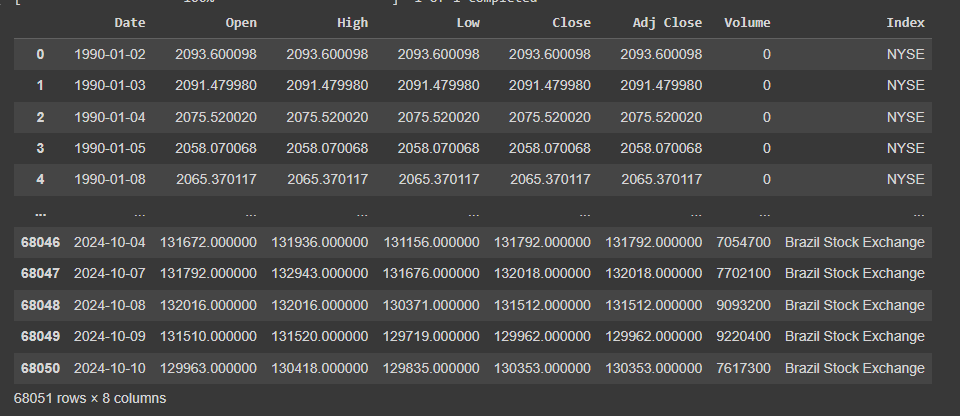 [ 100% ] 1 of 1 completed
Date Open High Low Close Adj Close Volume Index
0 1990-01-02 2093.600098 2093.600098 2093.600098 2093.600098 2093.600098 0 NYSE
1 1990-01-03 2091.479980 2091.479980 2091.479980 2091.479980 2091.479980 0 NYSE
2 1990-01-04 2075.520020 2075.520020 2075.520020 2075.520020 2075.520020 0 NYSE
3 1990-01-05 2058.070068 2058.070068 2058.070068 2058.070068 2058.070068 0 NYSE
4 1990-01-08 2065.370117 2065.370117 2065.370117 2065.370117 2065.370117 0 NYSE
... ... ... ... ... ... ... ... ...
68046 2024-10-04 131672.000000 131936.000000 131156.000000 131792.000000 131792.000000 7054700 Brazil Stock Exchange
68047 2024-10-07 131792.000000 132943.000000 131676.000000 132018.000000 132018.000000 7702100 Brazil Stock Exchange
68048 2024-10-08 132016.000000 132016.000000 130371.000000 131512.000000 131512.000000 9093200 Brazil Stock Exchange
68049 2024-10-09 131510.000000 131520.000000 129719.000000 129962.000000 129962.000000 9220400 Brazil Stock Exchange
68050 2024-10-10 129963.000000 130418.000000 129835.000000 130353.000000 130353.000000 7617300 Brazil Stock Exchange
68051 rows × 8 columns